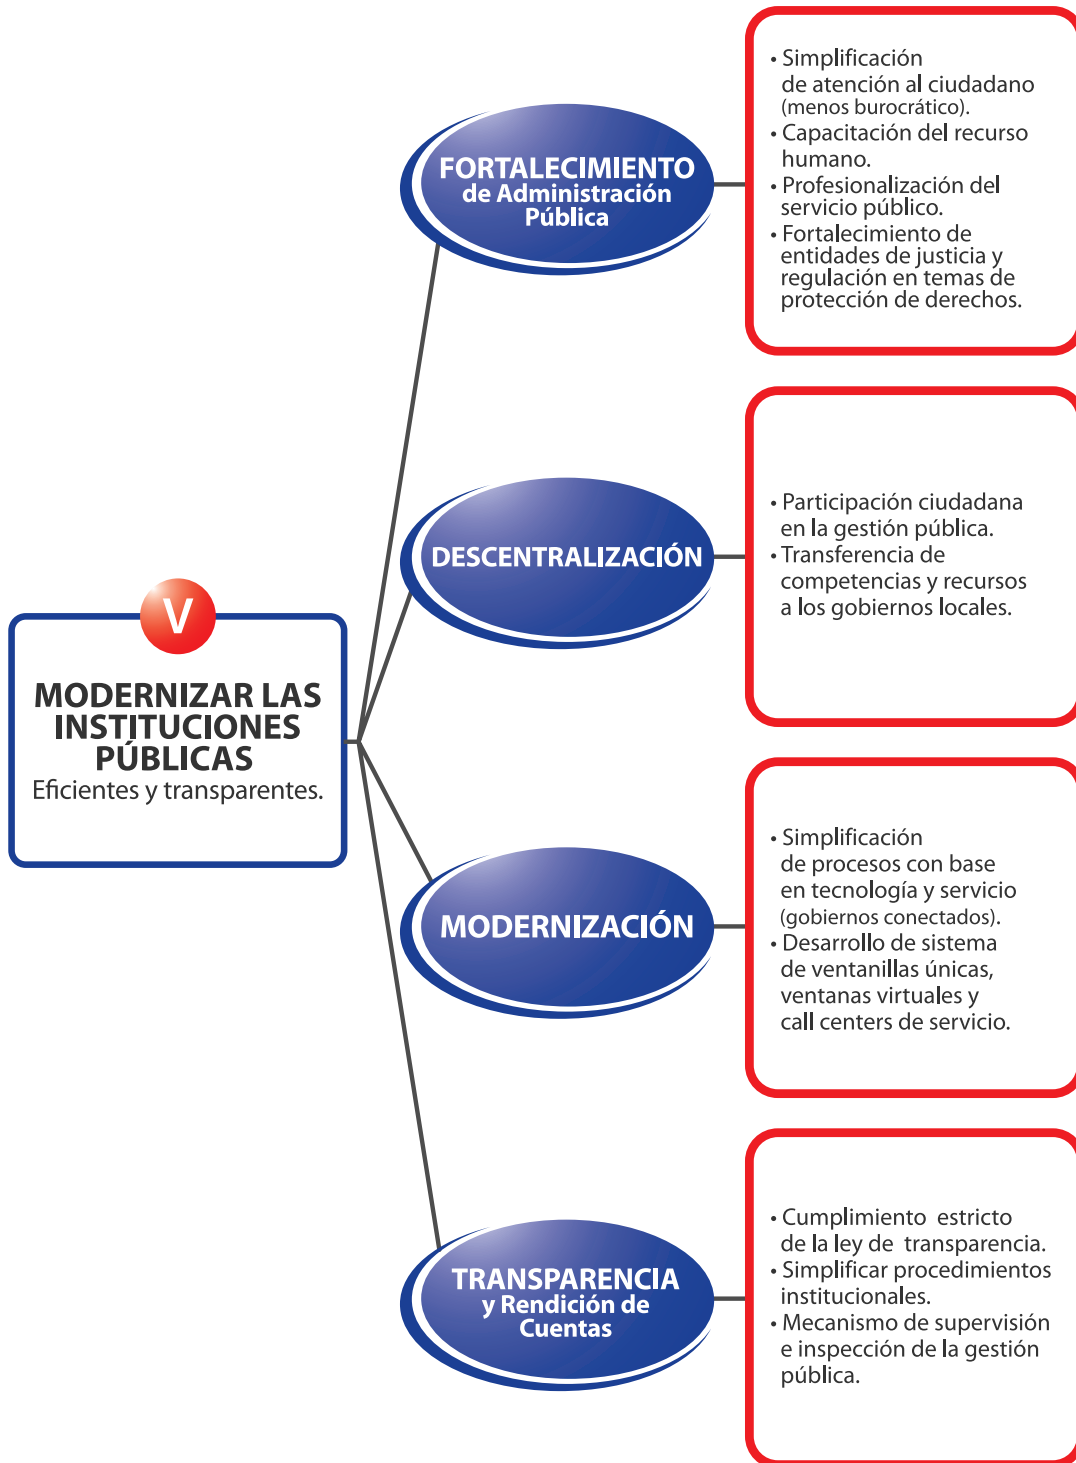 V
MODERNIZAR LAS
INSTITUCIONES
PÚBLICAS
Eficientes y transparentes.
FORTALECIMIENTO
de Administración
Pública
• Simplificación
de atención al ciudadano
(menos burocrático).
• Capacitación del recurso
humano.
• Profesionalización del
servicio público.
• Fortalecimiento de
entidades de justicia y
regulación en temas de
protección de derechos.
DESCENTRALIZACIÓN
• Participación ciudadana
en la gestión pública.
• Transferencia de
competencias y recursos
a los gobiernos locales.
MODERNIZACIÓN
• Simplificación
de procesos con base
en tecnología y servicio
(gobiernos conectados).
• Desarrollo de sistema
de ventanillas únicas,
ventanas virtuales y
call centers de servicio.
TRANSPARENCIA
y Rendición de
Cuentas
• Cumplimiento estricto
de la ley de transparencia.
• Simplificar procedimientos
institucionales.
• Mecanismo de supervisión
e inspección de la gestión
pública.